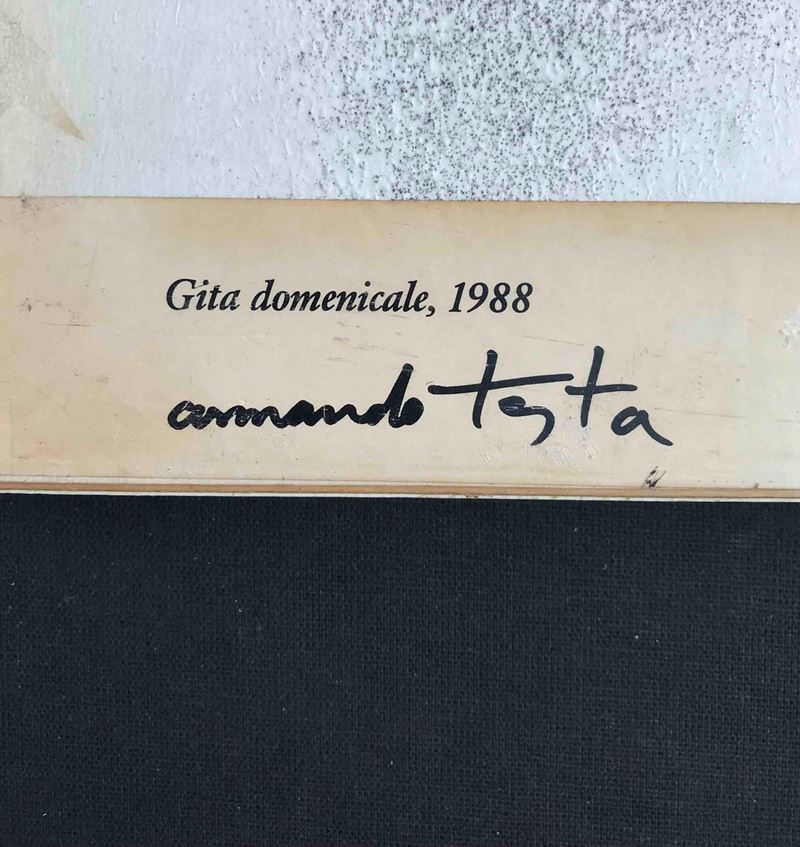 Gita domenicale, 1988
armando testa